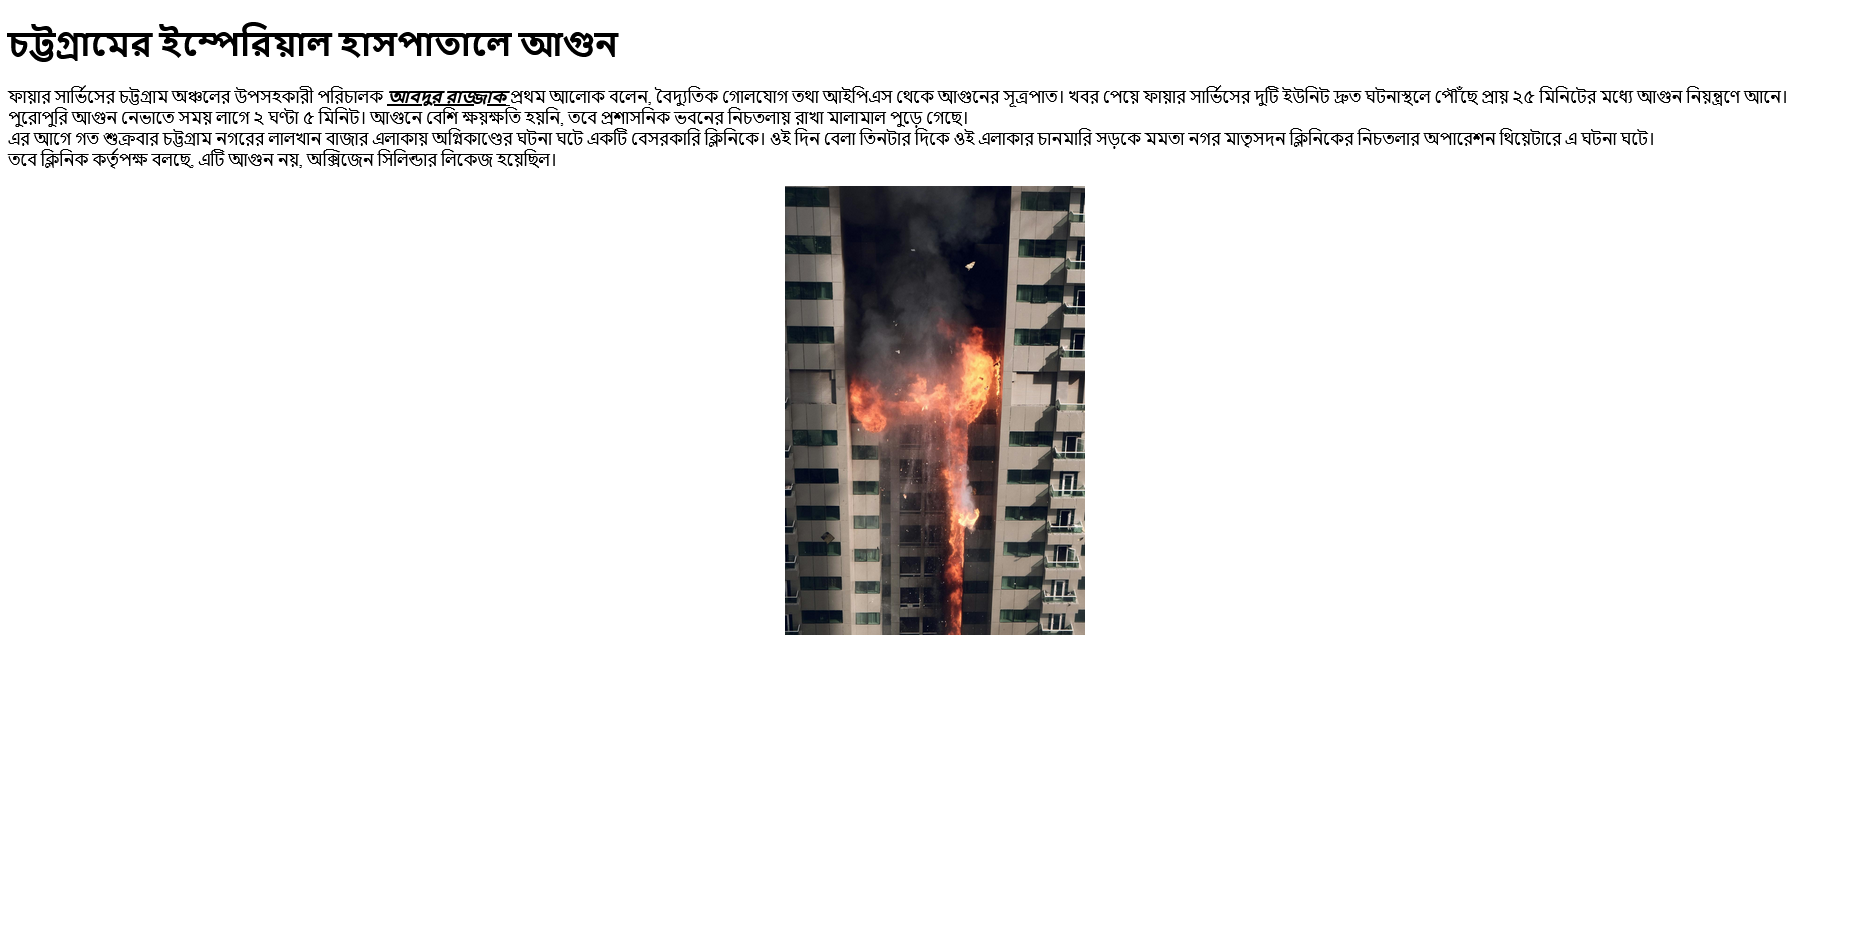 চট্টগ্রামের ইম্পেরিয়াল হাসপাতালে আগুন
ফায়ার সার্ভিসের চট্টগ্রাম অঞ্চলের উপসহকারী পরিচালক আবদুর রাজ্জাক প্রথম আলোক বলেন, বৈদ্যুতিক গোলযোগ তথা আইপিএস থেকে আগুনের সূত্রপাত। খবর পেয়ে ফায়ার সার্ভিসের দুটি ইউনিট দ্রুত ঘটনাস্থলে পৌঁছে প্রায় ২৫ মিনিটের মধ্যে আগুন নিয়ন্ত্রণে আনে।
পুরোপুরি আগুন নেভাতে সময় লাগে ২ ঘণ্টা ৫ মিনিট। আগুনে বেশি ক্ষয়ক্ষতি হয়নি, তবে প্রশাসনিক ভবনের নিচতলায় রাখা মালামাল পুড়ে গেছে।
এর আগে গত শুক্রবার চট্টগ্রাম নগরের লালখান বাজার এলাকায় অগ্নিকাণ্ডের ঘটনা ঘটে একটি বেসরকারি ক্লিনিকে। ওই দিন বেলা তিনটার দিকে ওই এলাকার চানমারি সড়কে মমতা নগর মাতৃসদন ক্লিনিকের নিচতলার অপারেশন থিয়েটারে এ ঘটনা ঘটে।
তবে ক্লিনিক কর্তৃপক্ষ বলছে, এটি আগুন নয়, অক্সিজেন সিলিন্ডার লিকেজ হয়েছিল।